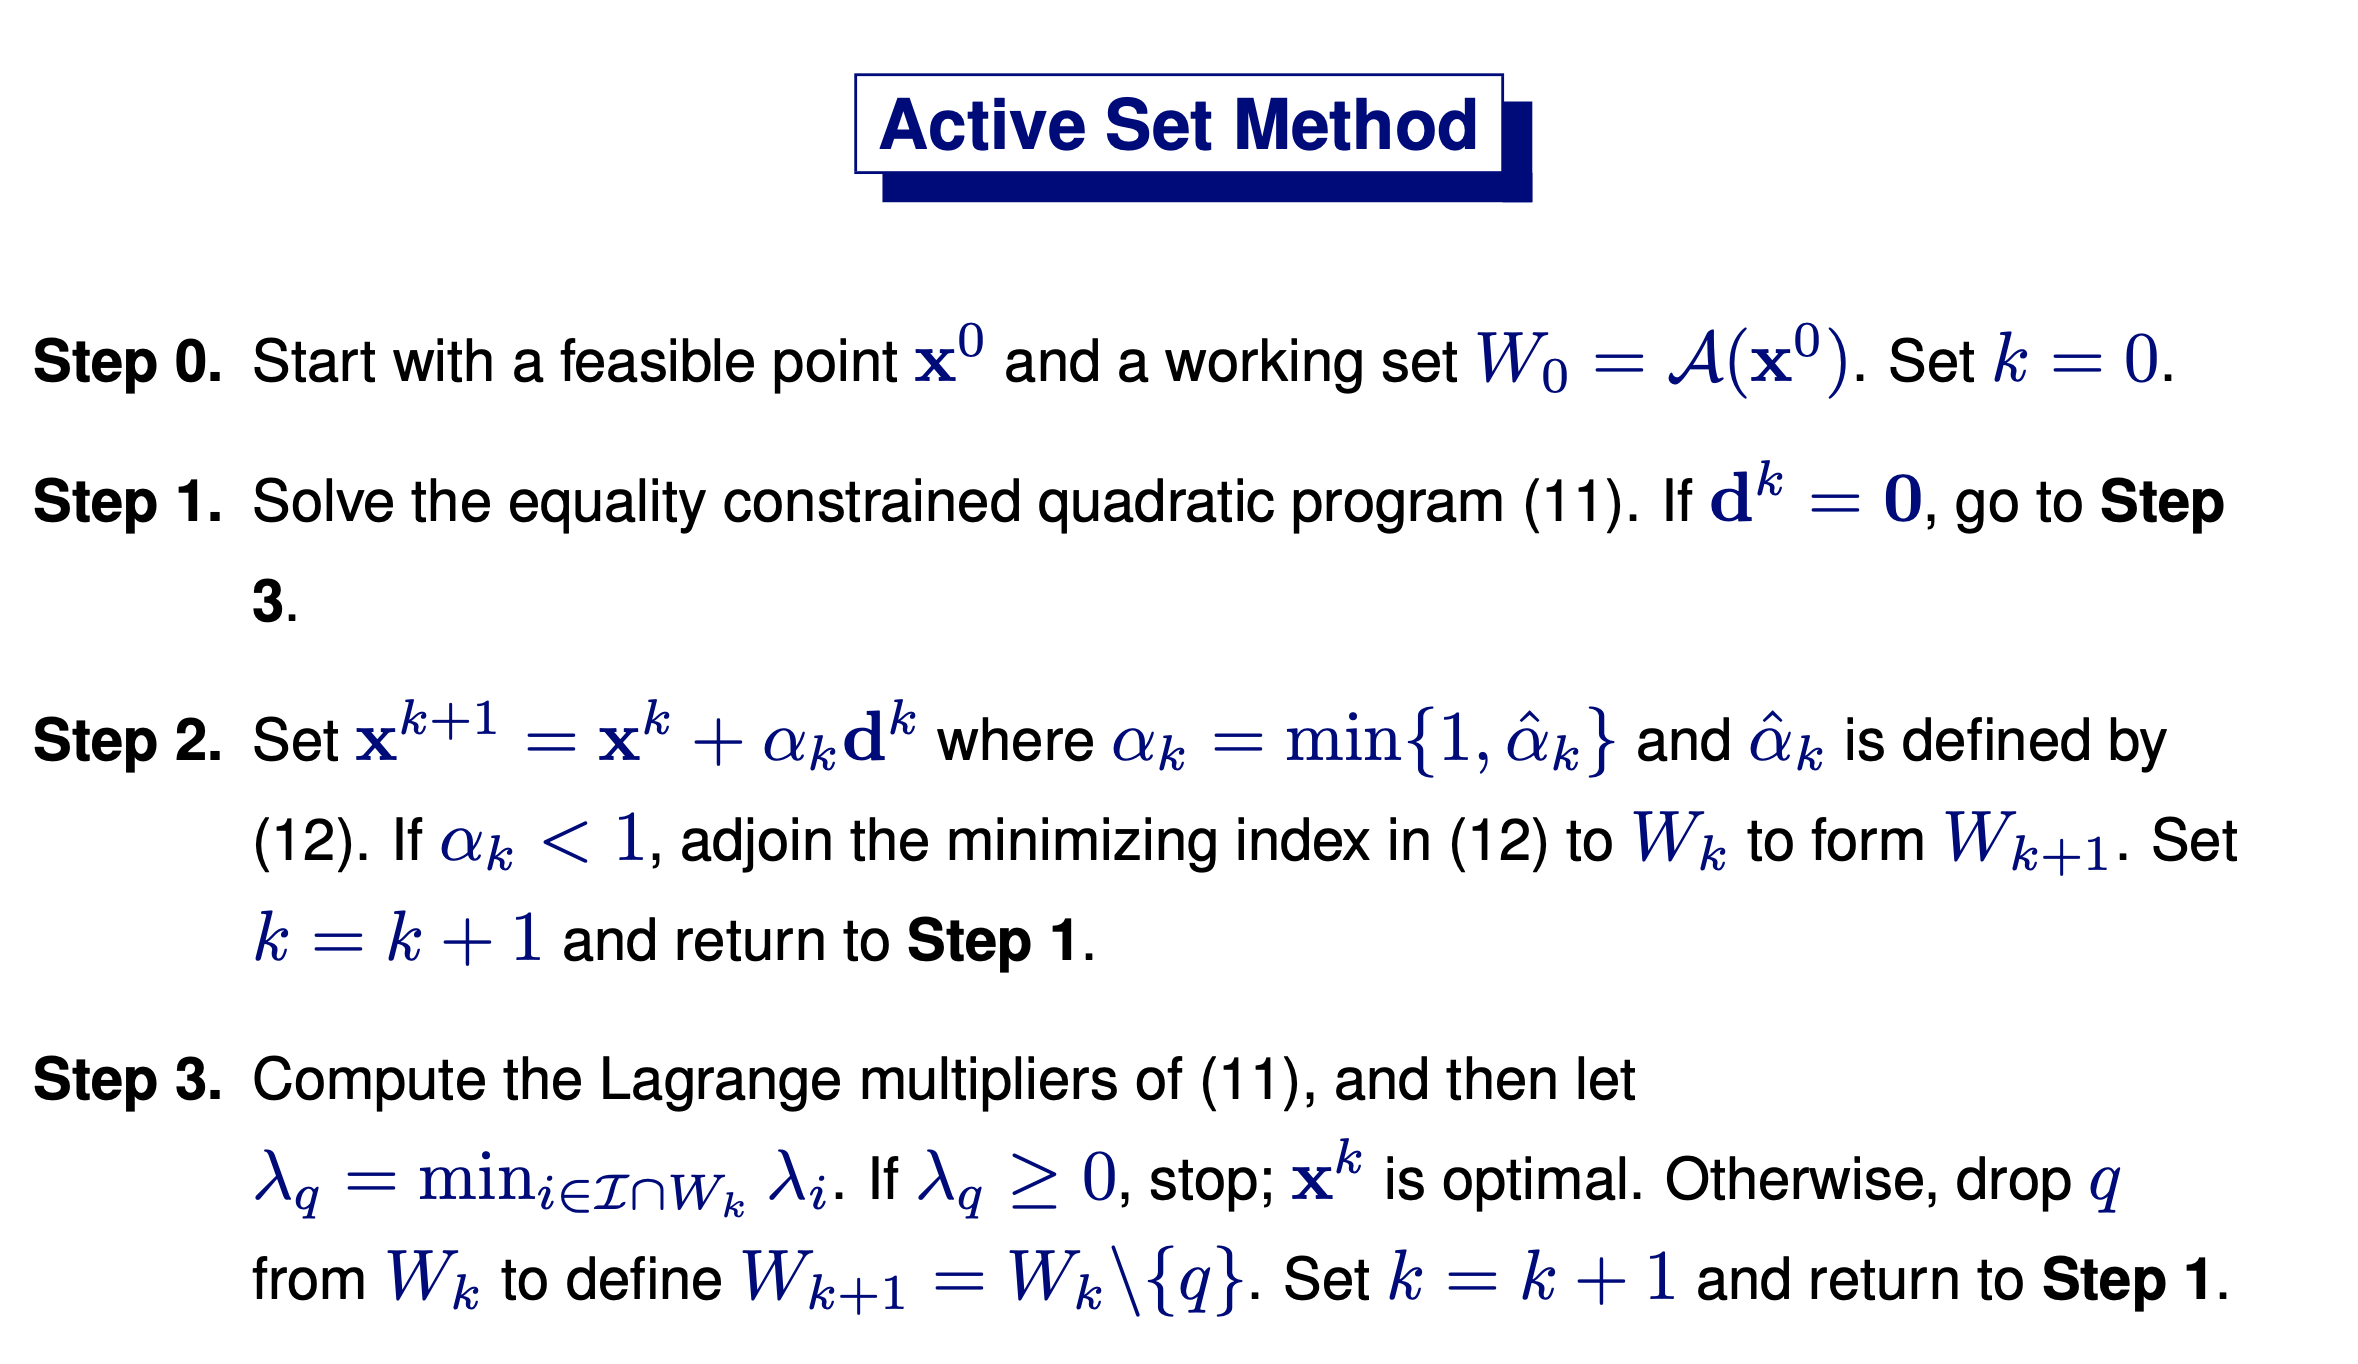 Active Set Method
Step 0. Start with a feasible point $\mathbf{x}^0$ and a working set $W_0 = \mathcal{A}(\mathbf{x}^0)$. Set $k = 0$.
Step 1. Solve the equality constrained quadratic program (11). If $\mathbf{d}^k = \mathbf{0}$, go to Step
3.
Step 2. Set $\mathbf{x}^{k+1} = \mathbf{x}^k + \alpha_k \mathbf{d}^k$ where $\alpha_k = \min\{1, \hat{\alpha}_k\}$ and $\hat{\alpha}_k$ is defined by
(12). If $\alpha_k < 1$, adjoin the minimizing index in (12) to $W_k$ to form $W_{k+1}$. Set
$k = k + 1$ and return to Step 1.
Step 3. Compute the Lagrange multipliers of (11), and then let
$\lambda_q = \min_{i \in \mathcal{I} \cap W_k} \lambda_i$. If $\lambda_q \geq 0$, stop; $\mathbf{x}^k$ is optimal. Otherwise, drop $q$
from $W_k$ to define $W_{k+1} = W_k \backslash \{q\}$. Set $k = k + 1$ and return to Step 1.